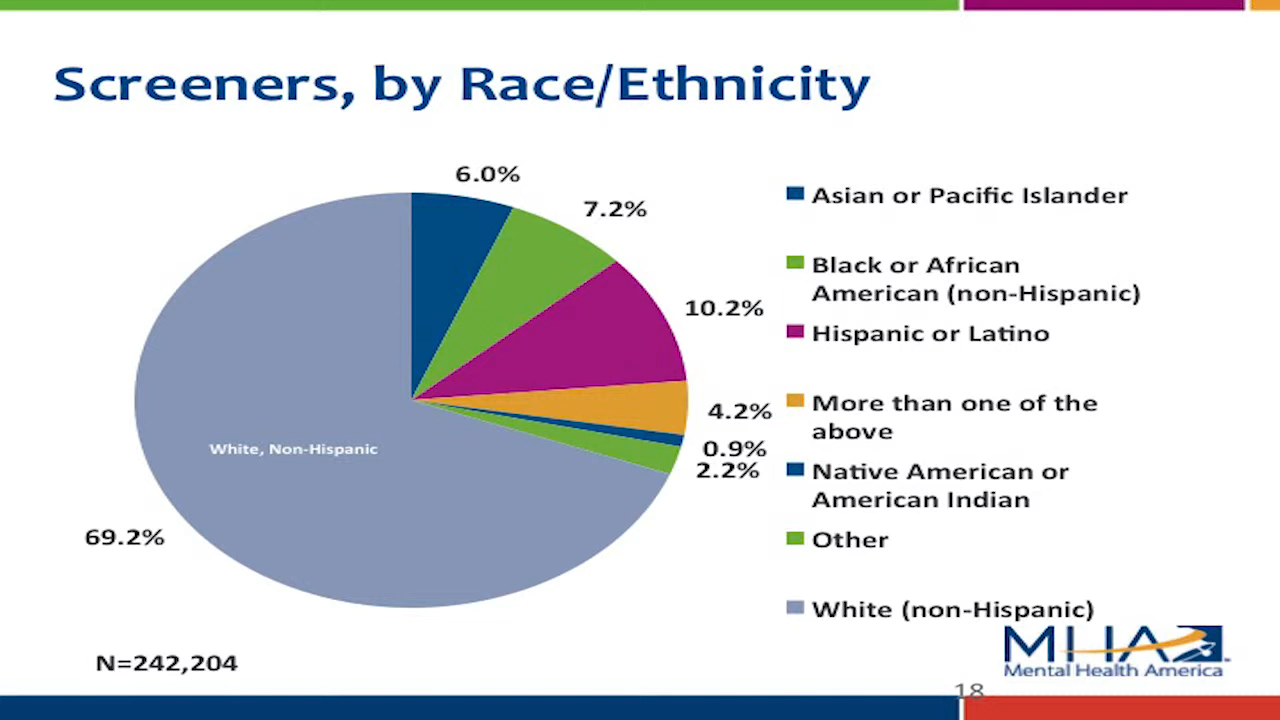 Screeners, by Race/Ethnicity
6.0%
7.2%
10.2%
4.2%
0.9%
2.2%
69.2%
White, Non-Hispanic
Asian or Pacific Islander
Black or African
American (non-Hispanic)
Hispanic or Latino
More than one of the
above
Native American or
American Indian
Other
White (non-Hispanic)
N=242,204
MHA
Mental Health America
18